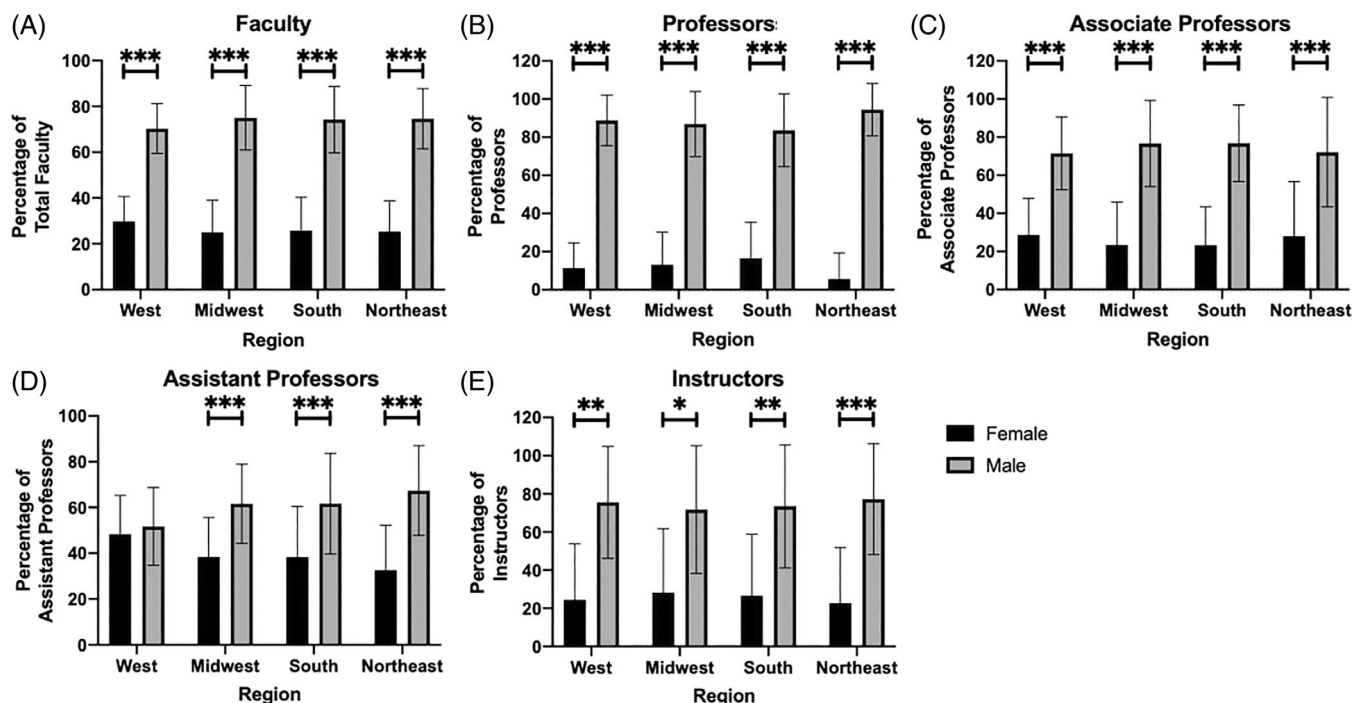 (A)
Faculty
*** *** *** ***
Percentage of
Total Faculty
100
80
60
40
20
0
West Midwest South Northeast
Region
(B)
Professors
*** *** *** ***
Percentage of
Professors
120
100
80
60
40
20
0
West Midwest South Northeast
Region
(C)
Associate Professors
*** *** *** ***
Percentage of
Associate Professors
120
100
80
60
40
20
0
West Midwest South Northeast
Region
(D)
Assistant Professors
*** *** ***
Percentage of
Assistant Professors
100
80
60
40
20
0
West Midwest South Northeast
Region
(E)
Instructors
** * ** ***
Percentage of
Instructors
120
100
80
60
40
20
0
West Midwest South Northeast
Region
Female
Male